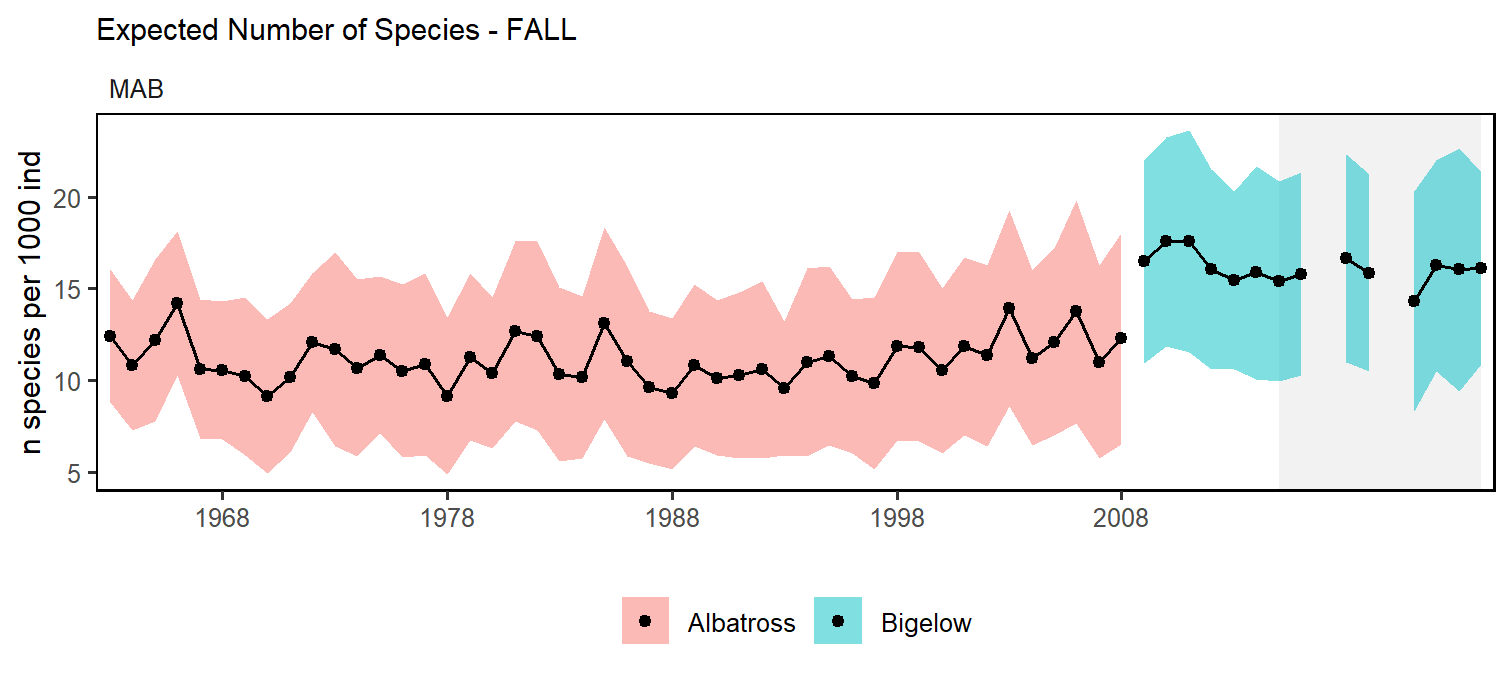 Expected Number of Species - FALL
MAB
n species per 1000 ind
20
15
10
5
1968 1978 1988 1998 2008
Albatross Bigelow